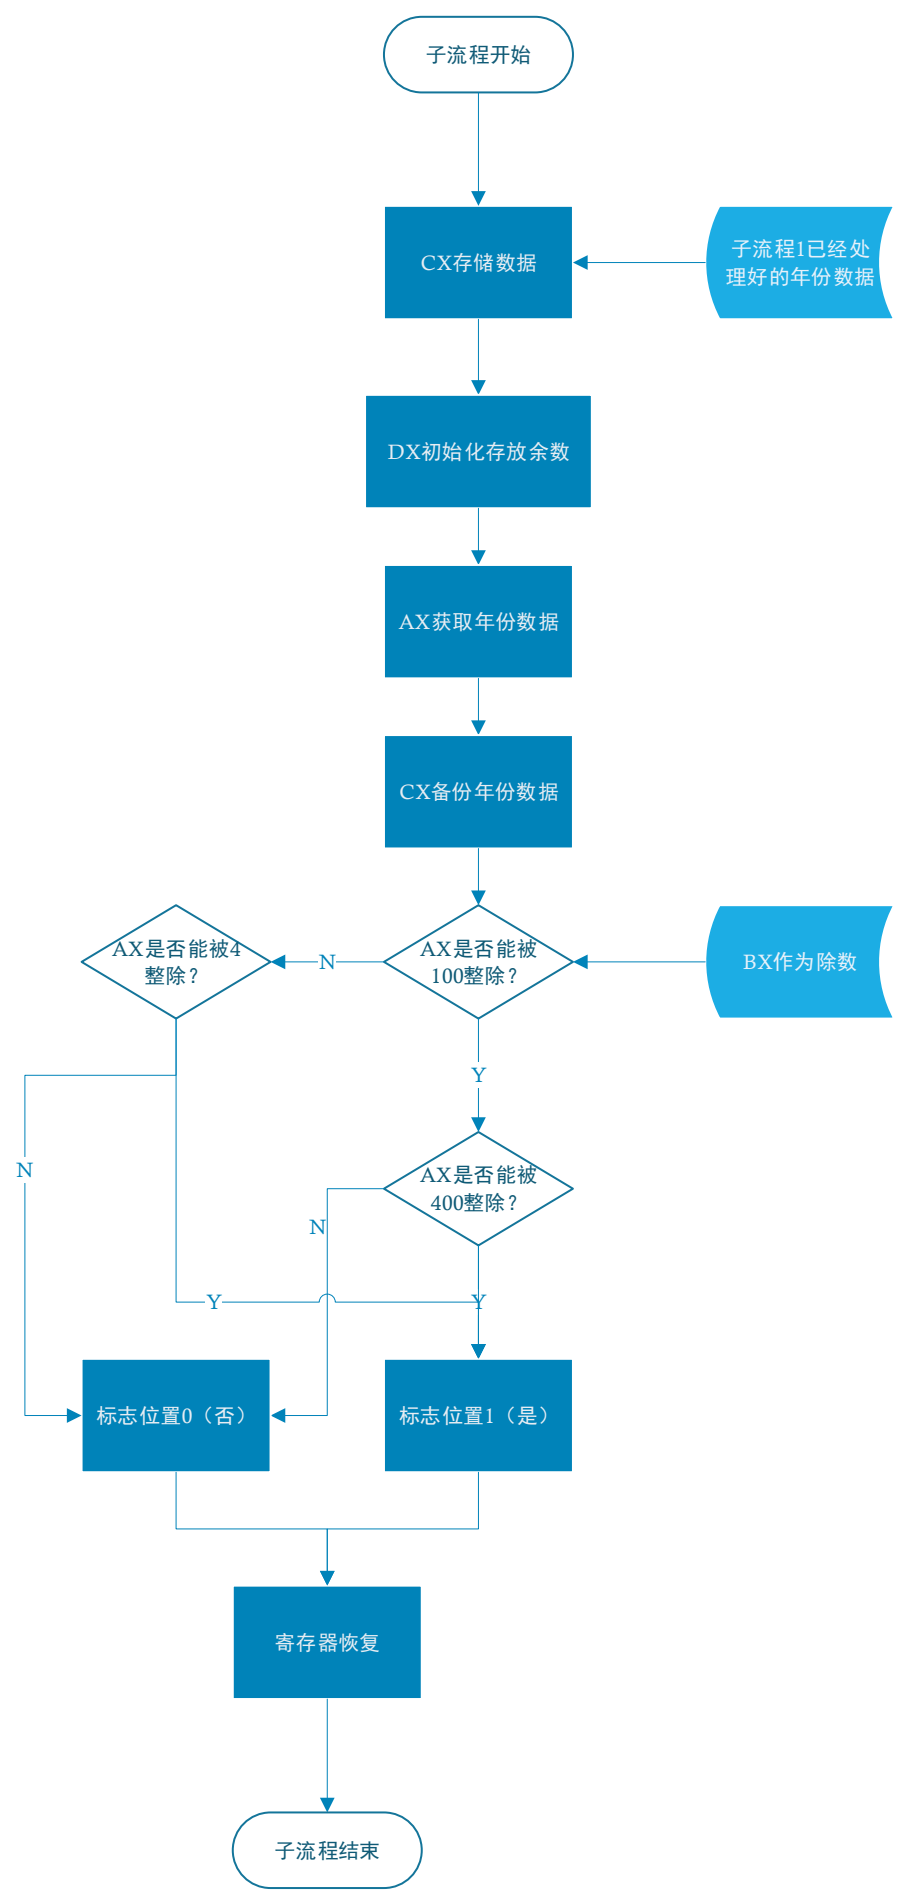 子流程开始
CX存储数据
子流程1已经处
理好的年份数据
DX初始化存放余数
AX获取年份数据
CX备份年份数据
AX是否能被4
整除？
N
AX是否能被
100整除？
BX作为除数
Y
N
AX是否能被
400整除？
N
Y
Y
标志位置0（否）
标志位置1（是）
寄存器恢复
子流程结束